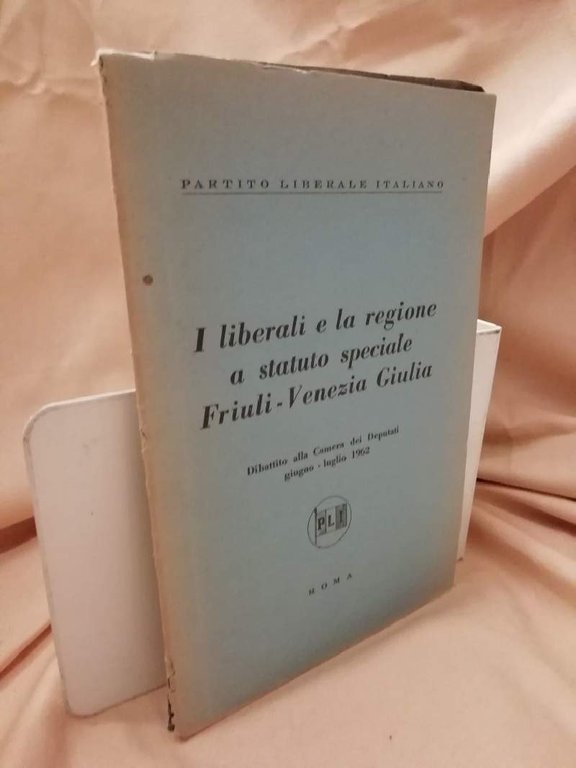 PARTITO LIBERALE ITALIANO
I liberali e la regione
a statuto speciale
Friuli - Venezia Giulia
Dibattito alla Camera dei Deputati
giugno - luglio 1962
PLI
ROMA